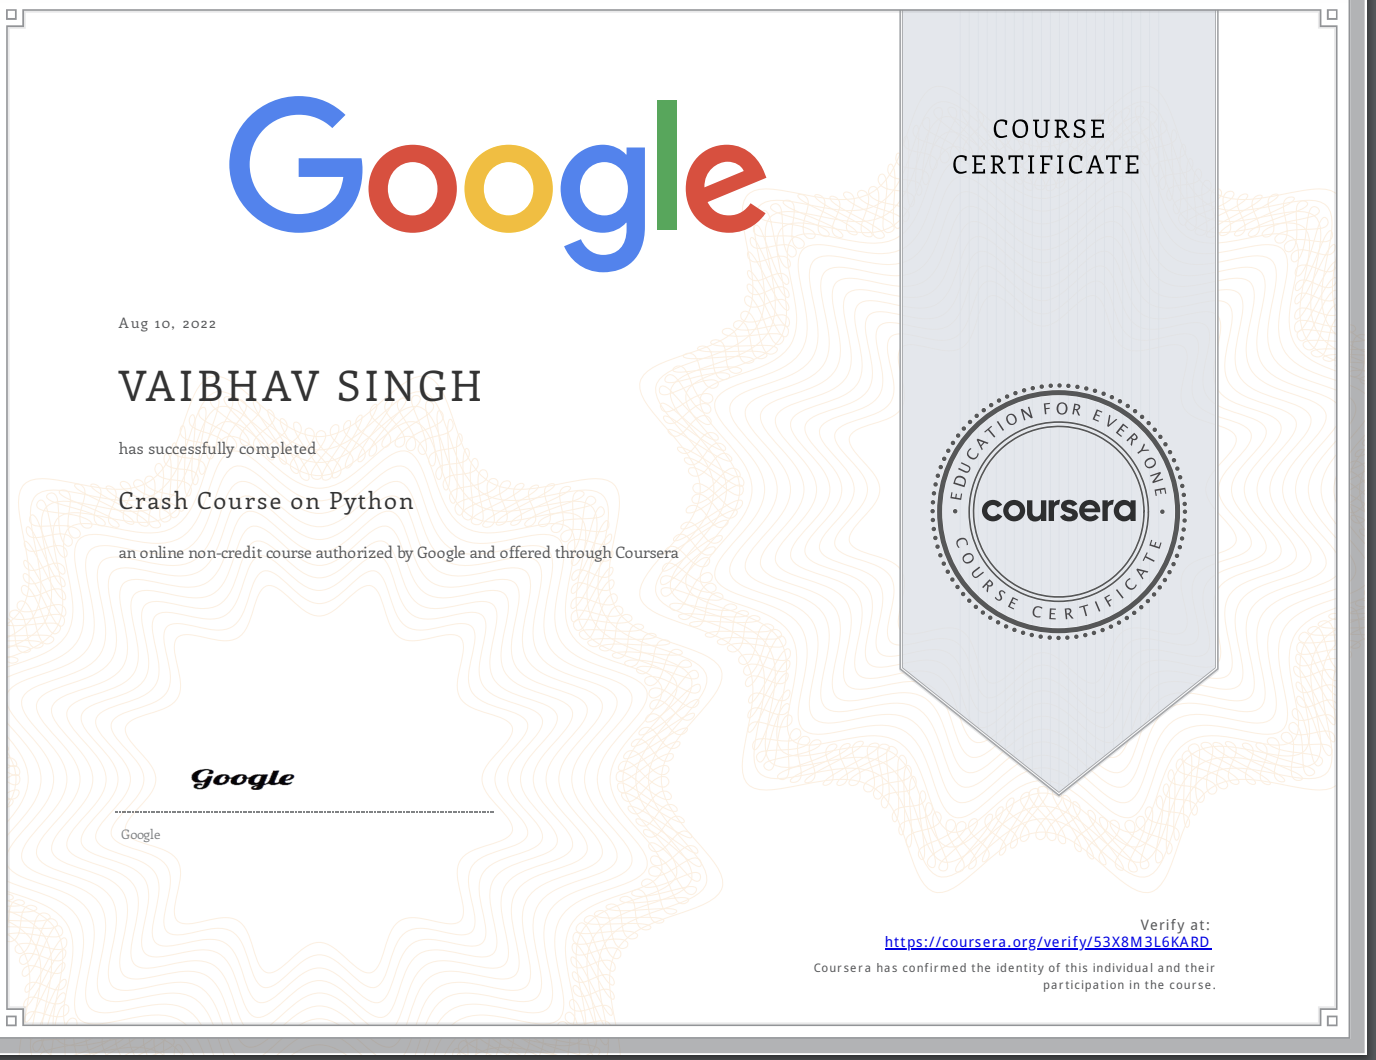 Google
COURSE
CERTIFICATE
Aug 10, 2022
VAIBHAV SINGH
has successfully completed
Crash Course on Python
an online non-credit course authorized by Google and offered through Coursera
EDUCATION FOR EVERYONE
coursera
COURSE CERTIFICATE
Google
Google
Verify at:
https://coursera.org/verify/53X8M3L6KARD
Coursera has confirmed the identity of this individual and their
participation in the course.